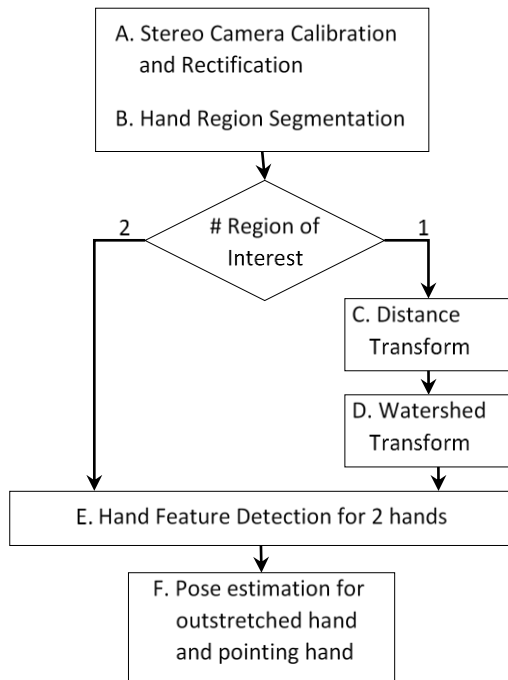 A. Stereo Camera Calibration
and Rectification
B. Hand Region Segmentation
# Region of
Interest
2
1
C. Distance
Transform
D. Watershed
Transform
E. Hand Feature Detection for 2 hands
F. Pose estimation for
outstretched hand
and pointing hand